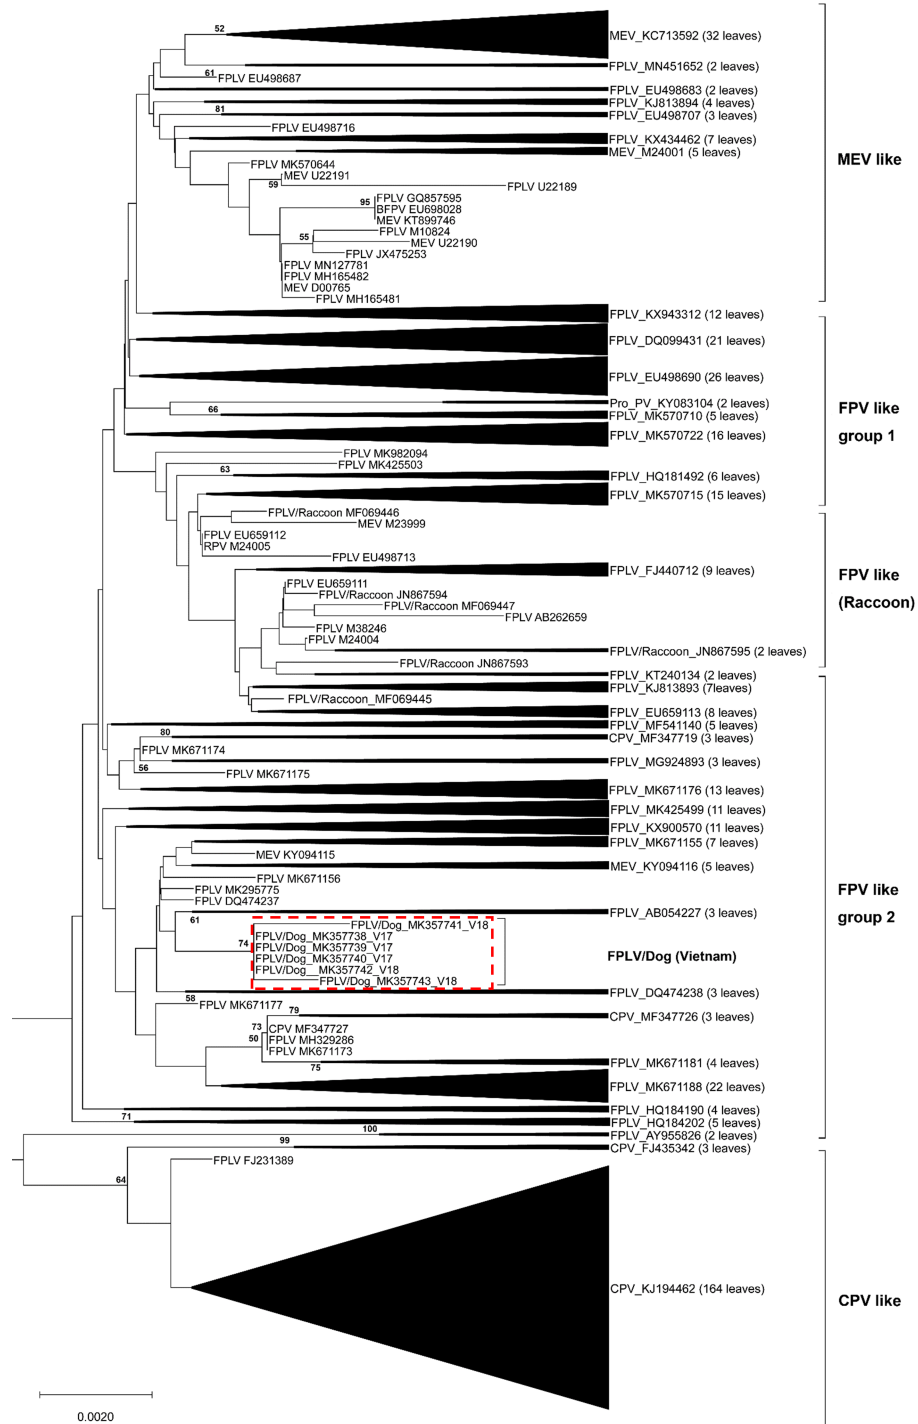 52
MEV_KC713592 (32 leaves)
FPLV_MN451652 (2 leaves)
61
FPLV EU498687
FPLV_EU498683 (2 leaves)
FPLV_KJ813894 (4 leaves)
81
FPLV_EU498707 (3 leaves)
FPLV EU498716
FPLV_KX434462 (7 leaves)
MEV_M24001 (5 leaves)
MEV like
FPLV MK570644
MEV U22191
59
FPLV U22189
FPLV GQ857595
95
BFPV EU698028
MEV KT899746
FPLV M10824
55
MEV U22190
FPLV JX475253
FPLV MN127781
FPLV MH165482
MEV D00765
FPLV MH165481
FPLV_KX943312 (12 leaves)
FPLV_DQ099431 (21 leaves)
FPLV_EU498690 (26 leaves)
Pro_PV_KY083104 (2 leaves)
66
FPLV_MK570710 (5 leaves)
FPV like
group 1
FPLV_MK570722 (16 leaves)
FPLV MK982094
FPLV MK425503
63
FPLV_HQ181492 (6 leaves)
FPLV_MK570715 (15 leaves)
FPLV/Raccoon MF069446
MEV M23999
FPLV EU659112
RPV M24005
FPLV EU498713
FPLV_FJ440712 (9 leaves)
FPV like
(Raccoon)
FPLV EU659111
FPLV/Raccoon JN867594
FPLV/Raccoon MF069447
FPLV AB262659
FPLV M38246
FPLV M24004
FPLV/Raccoon_JN867595 (2 leaves)
FPLV/Raccoon JN867593
FPLV_KT240134 (2 leaves)
FPLV_KJ813893 (7leaves)
FPLV/Raccoon_MF069445
FPLV_EU659113 (8 leaves)
FPLV_MF541140 (5 leaves)
80
CPV_MF347719 (3 leaves)
FPLV MK671174
FPLV_MG924893 (3 leaves)
56
FPLV MK671175
FPLV_MK671176 (13 leaves)
FPLV_MK425499 (11 leaves)
FPLV_KX900570 (11 leaves)
FPLV_MK671155 (7 leaves)
MEV KY094115
MEV_KY094116 (5 leaves)
FPLV MK671156
FPLV MK295775
FPLV DQ474237
FPV like
group 2
FPLV_AB054227 (3 leaves)
61
FPLV/Dog_MK357741_V18
FPLV/Dog_MK357738_V17
74
FPLV/Dog_MK357739_V17
FPLV/Dog_MK357740_V17
FPLV/Dog__MK357742_V18
FPLV/Dog_MK357743_V18
FPLV/Dog (Vietnam)
FPLV_DQ474238 (3 leaves)
58
FPLV MK671177
79
CPV_MF347726 (3 leaves)
73
CPV MF347727
50
FPLV MH329286
FPLV MK671173
FPLV_MK671181 (4 leaves)
75
FPLV_MK671188 (22 leaves)
FPLV_HQ184190 (4 leaves)
71
FPLV_HQ184202 (5 leaves)
100
FPLV_AY955826 (2 leaves)
99
CPV_FJ435342 (3 leaves)
FPLV FJ231389
64
CPV_KJ194462 (164 leaves)
CPV like
0.0020